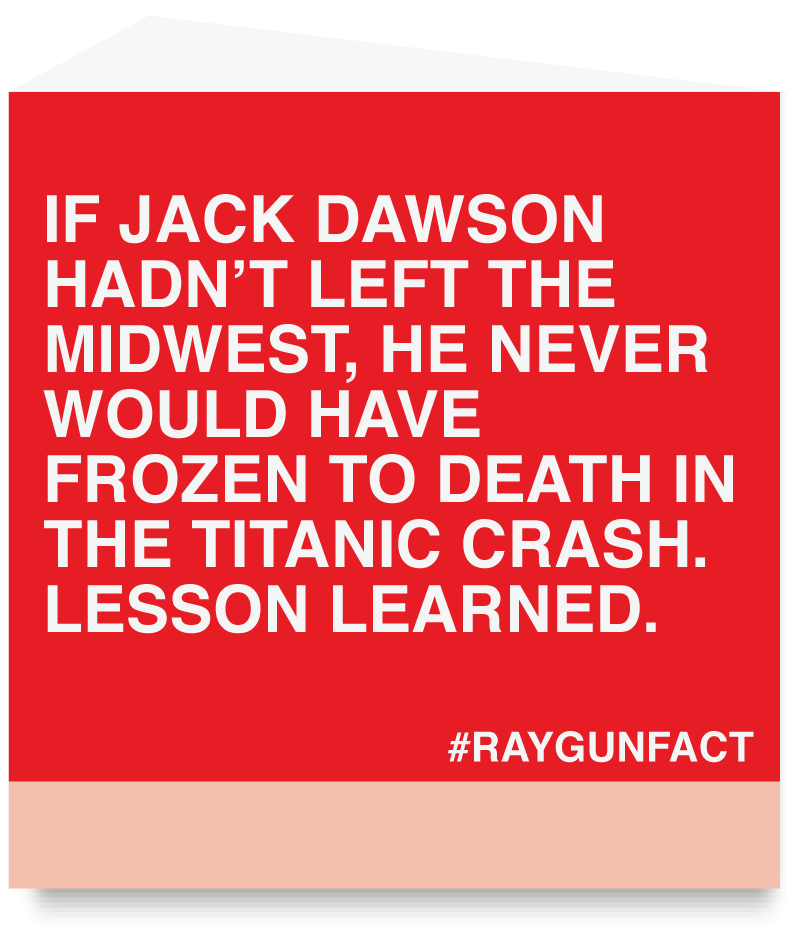 IF JACK DAWSON
HADN’T LEFT THE
MIDWEST, HE NEVER
WOULD HAVE
FROZEN TO DEATH IN
THE TITANIC CRASH.
LESSON LEARNED.
#RAYGUNFACT